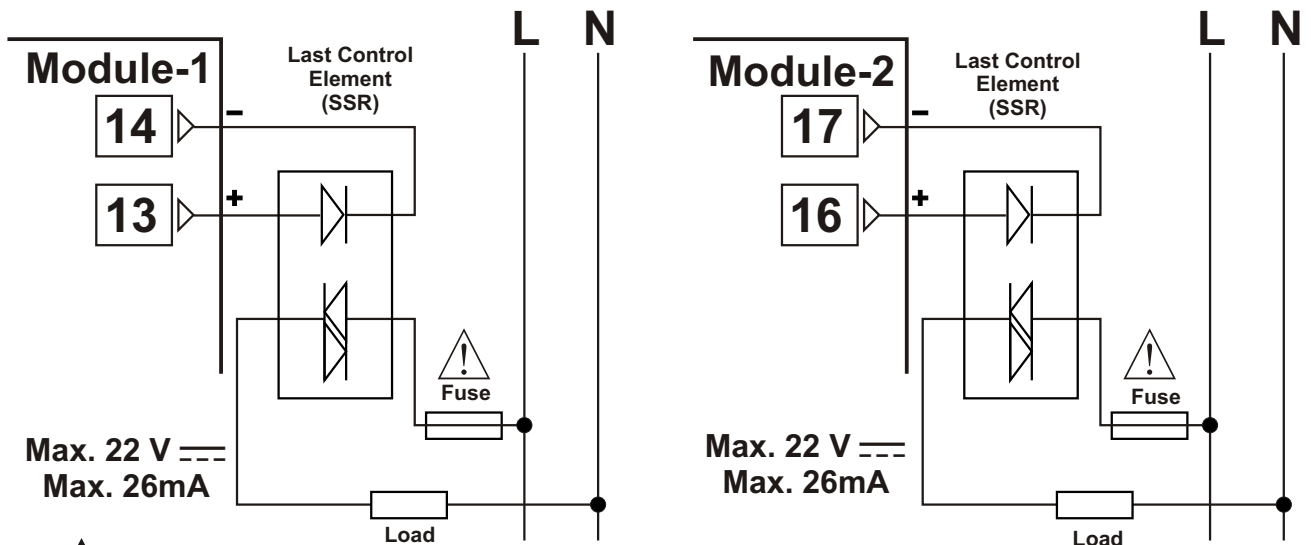 L N
Module-1
Last Control
Element
(SSR)
14
-
13
+
!
Fuse
Max. 22 V
Max. 26mA
Load
L N
Module-2
Last Control
Element
(SSR)
17
-
16
+
!
Fuse
Max. 22 V
Max. 26mA
Load